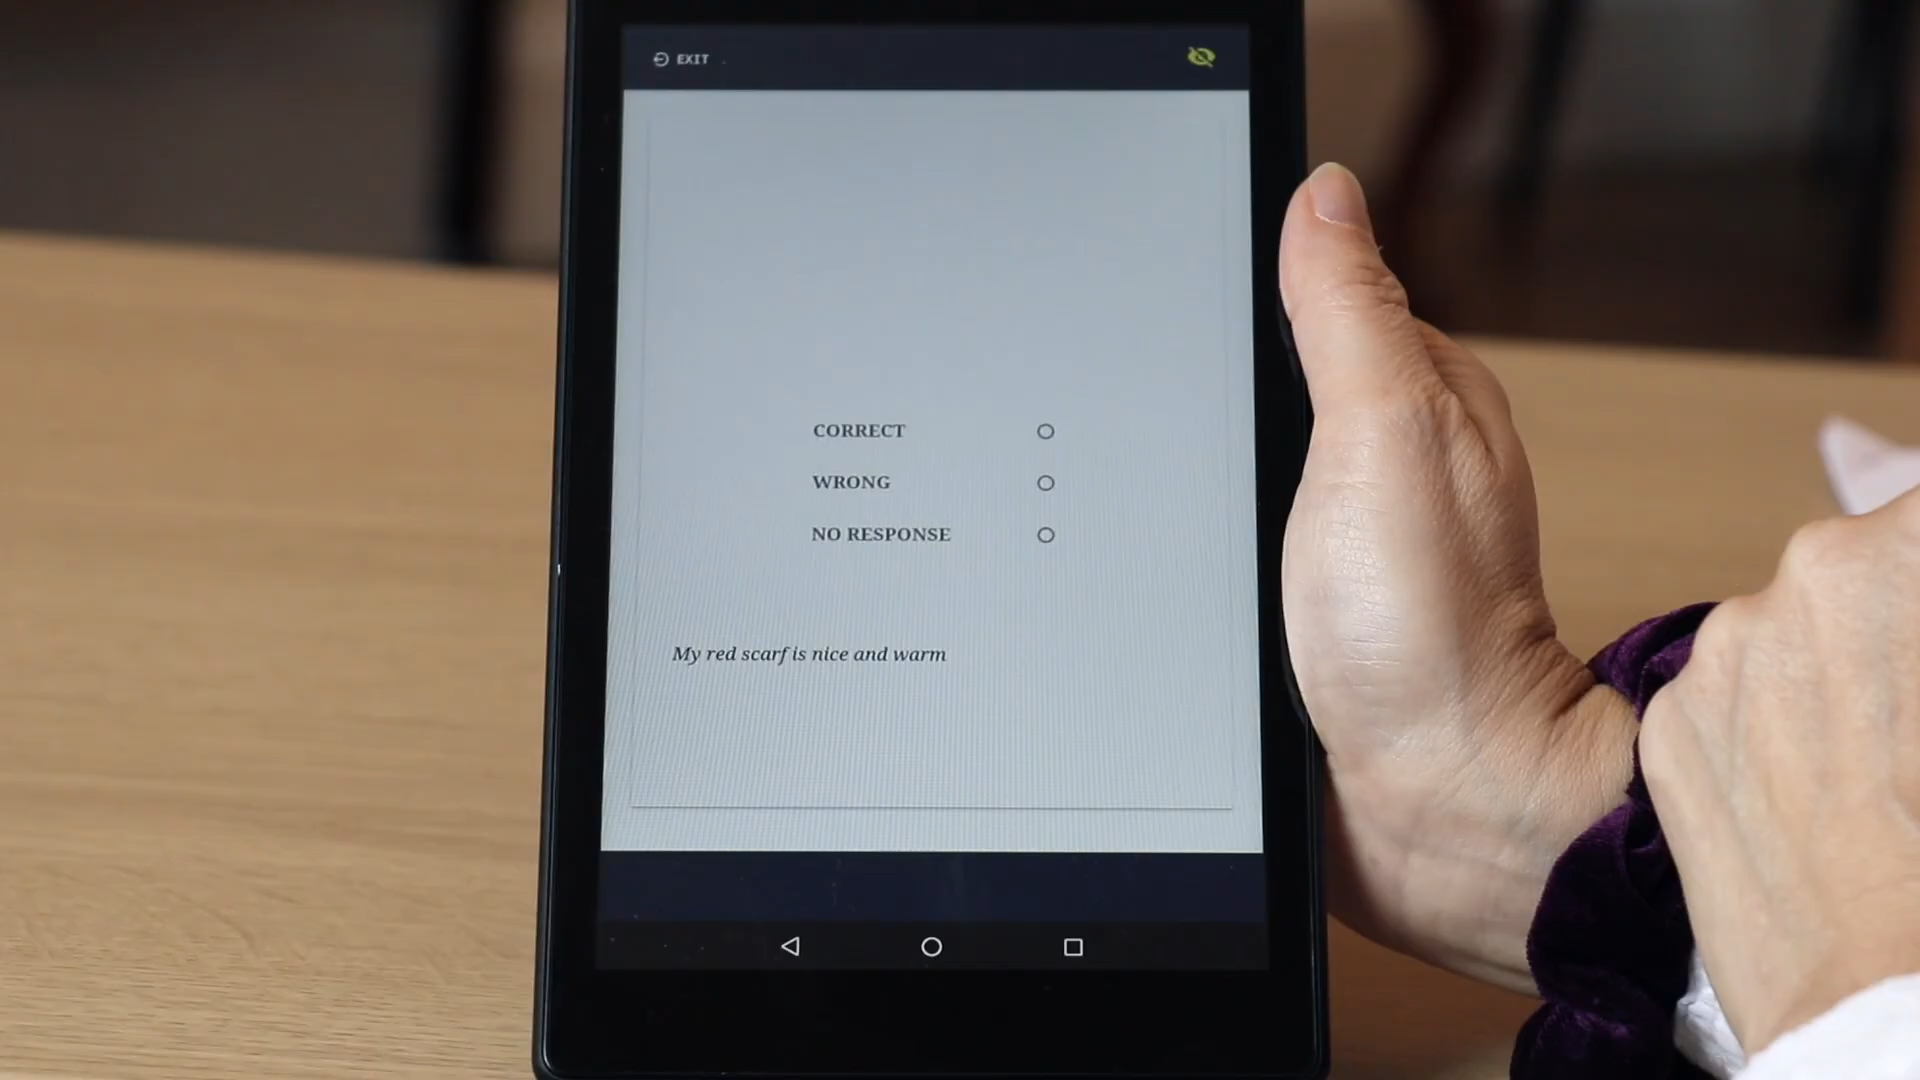 EXIT
CORRECT
WRONG
NO RESPONSE
My red scarf is nice and warm